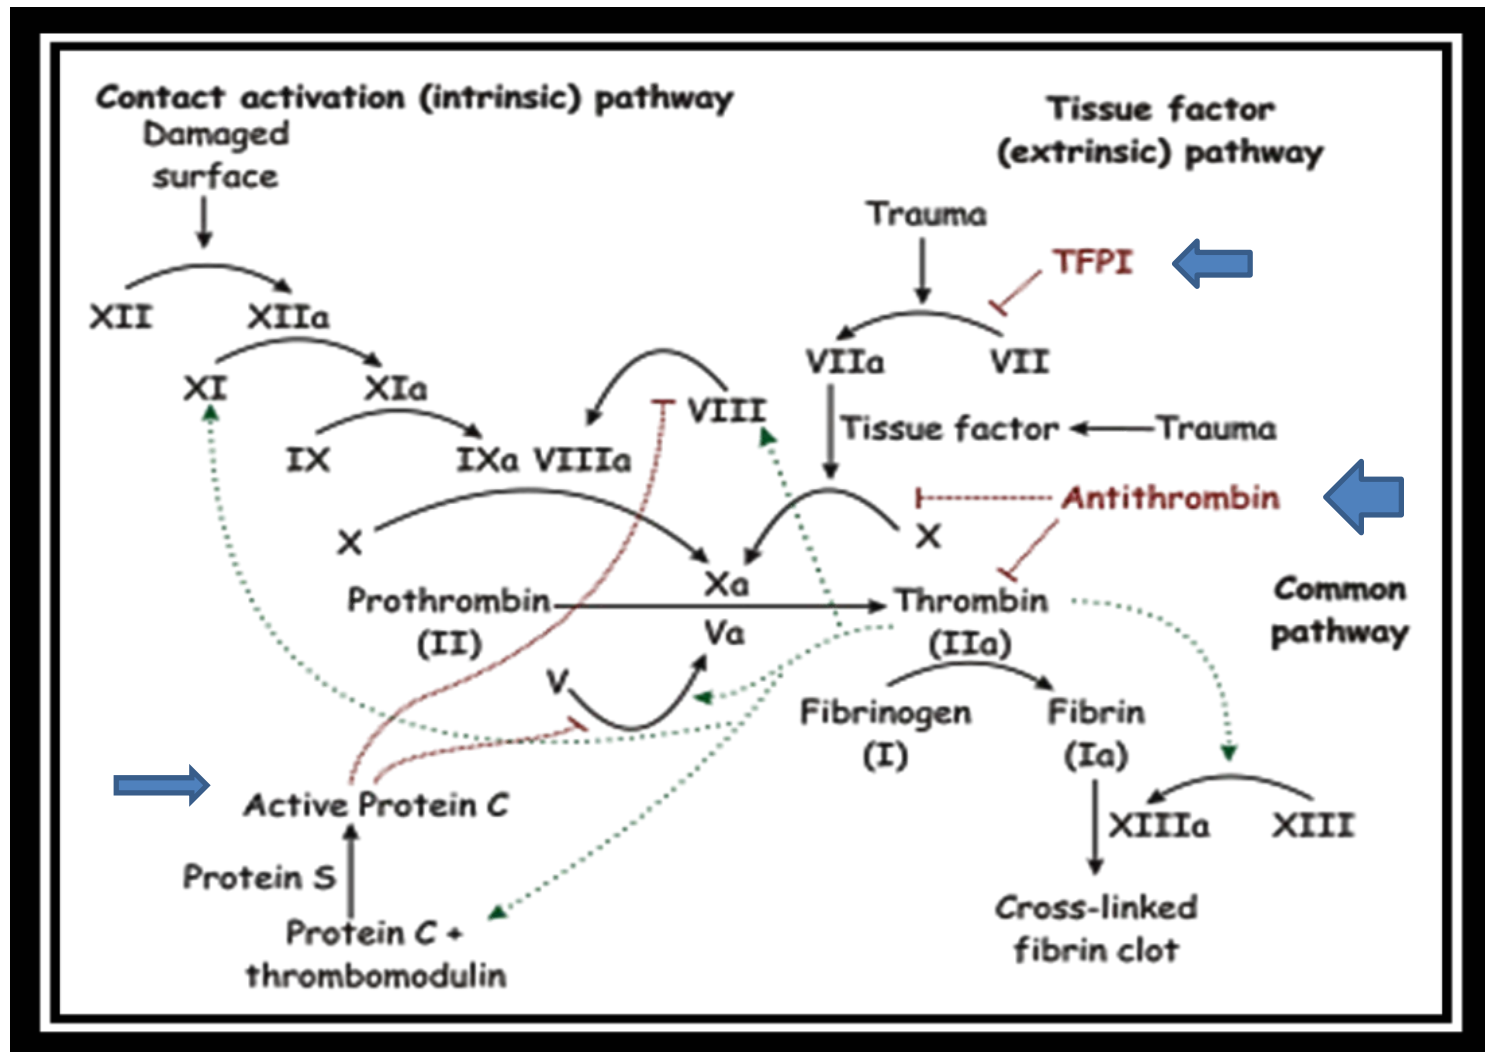 Contact activation (intrinsic) pathway
Damaged
surface
XII
XIIa
XI
XIa
IX
IXa VIIIa
VIII
X
Tissue factor
(extrinsic) pathway
Trauma
TFPI
VIIa
VII
Tissue factor
Trauma
Antithrombin
X
Xa
Common
pathway
Prothrombin
(II)
Va
Thrombin
(IIa)
V
Fibrinogen
(I)
Fibrin
(Ia)
Active Protein C
XIIIa
XIII
Protein S
Protein C +
thrombomodulin
Cross-linked
fibrin clot